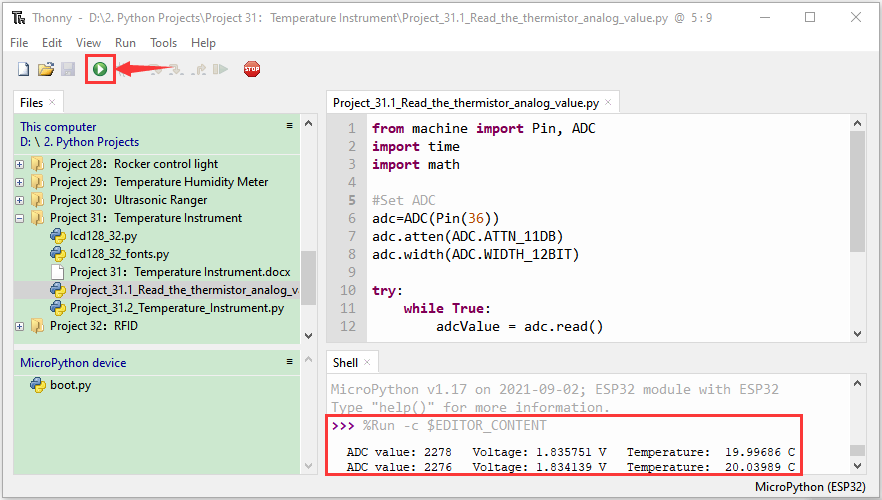 Thonny - D:\2. Python Projects\Project 31：Temperature Instrument\Project_31.1_Read_the_thermistor_analog_value.py @ 5:9
File Edit View Run Tools Help
STOP
Files
This computer
D: \ 2. Python Projects
Project 28：Rocker control light
Project 29：Temperature Humidity Meter
Project 30：Ultrasonic Ranger
Project 31：Temperature Instrument
lcd128_32.py
lcd128_32_fonts.py
Project 31：Temperature Instrument.docx
Project_31.1_Read_the_thermistor_analog_v
Project_31.2_Temperature_Instrument.py
Project 32：RFID
MicroPython device
boot.py
Project_31.1_Read_the_thermistor_analog_value.py
1 from machine import Pin, ADC
2 import time
3 import math
4
5 #Set ADC
6 adc=ADC(Pin(36))
7 adc.atten(ADC.ATTN_11DB)
8 adc.width(ADC.WIDTH_12BIT)
9
10 try:
11 while True:
12 adcValue = adc.read()
Shell
MicroPython v1.17 on 2021-09-02; ESP32 module with ESP32
Type "help()" for more information.
>>> %Run -c $EDITOR_CONTENT
ADC value: 2278 Voltage: 1.835751 V Temperature: 19.99686 C
ADC value: 2276 Voltage: 1.834139 V Temperature: 20.03989 C
MicroPython (ESP32)